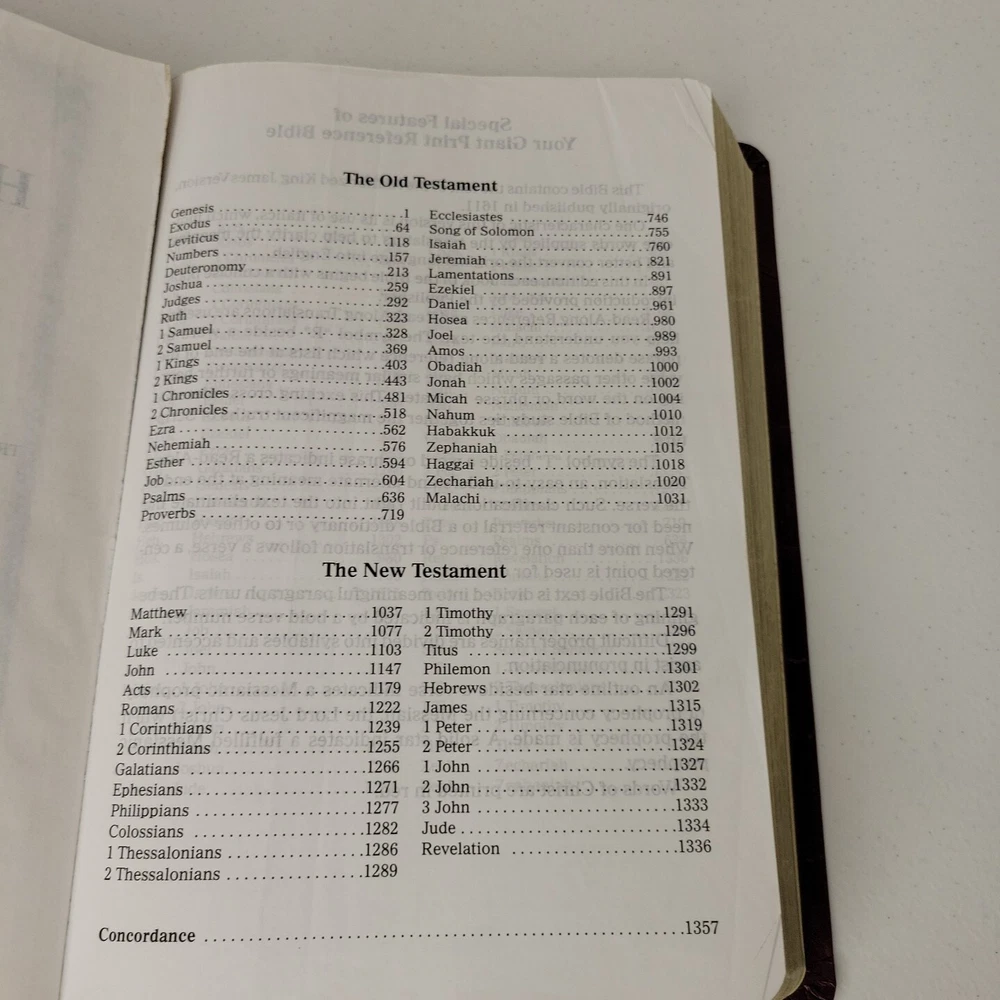 The Old Testament
Genesis ........................1
Exodus ........................64
Leviticus ........................118
Numbers ........................157
Deuteronomy ........................213
Joshua ........................259
Judges ........................292
Ruth ........................323
1 Samuel ........................328
2 Samuel ........................369
1 Kings ........................403
2 Kings ........................443
1 Chronicles ........................481
2 Chronicles ........................518
Ezra ........................562
Nehemiah ........................576
Esther ........................594
Job ........................604
Psalms ........................636
Proverbs ........................719
Ecclesiastes ........................746
Song of Solomon ........................755
Isaiah ........................760
Jeremiah ........................821
Lamentations ........................891
Ezekiel ........................897
Daniel ........................961
Hosea ........................980
Joel ........................989
Amos ........................993
Obadiah ........................1000
Jonah ........................1002
Micah ........................1004
Nahum ........................1010
Habakkuk ........................1012
Zephaniah ........................1015
Haggai ........................1018
Zechariah ........................1020
Malachi ........................1031
The New Testament
Matthew ........................1037
Mark ........................1077
Luke ........................1103
John ........................1147
Acts ........................1179
Romans ........................1222
1 Corinthians ........................1239
2 Corinthians ........................1255
Galatians ........................1266
Ephesians ........................1271
Philippians ........................1277
Colossians ........................1282
1 Thessalonians ........................1286
2 Thessalonians ........................1289
1 Timothy ........................1291
2 Timothy ........................1296
Titus ........................1299
Philemon ........................1301
Hebrews ........................1302
James ........................1315
1 Peter ........................1319
2 Peter ........................1324
1 John ........................1327
2 John ........................1332
3 John ........................1333
Jude ........................1334
Revelation ........................1336
Concordance ........................1357